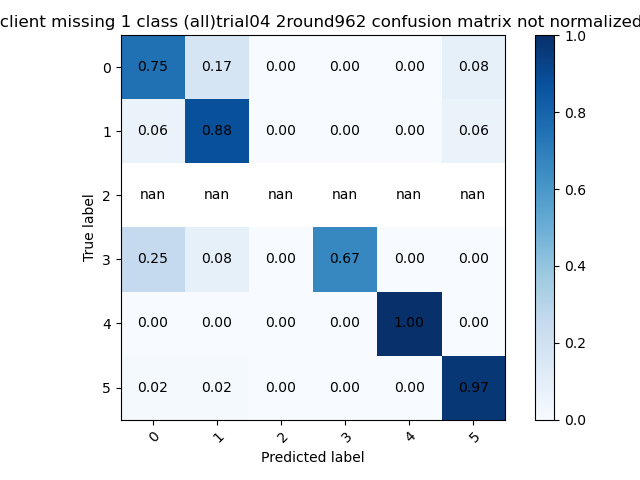 client missing 1 class (all)trial04 2round962 confusion matrix not normalized
0 0.75 0.17 0.00 0.00 0.00 0.08
1 0.06 0.88 0.00 0.00 0.00 0.06
2 nan nan nan nan nan nan
3 0.25 0.08 0.00 0.67 0.00 0.00
4 0.00 0.00 0.00 0.00 1.00 0.00
5 0.02 0.02 0.00 0.00 0.00 0.97
0 1 2 3 4 5
True label
Predicted label
1.0
0.8
0.6
0.4
0.2
0.0